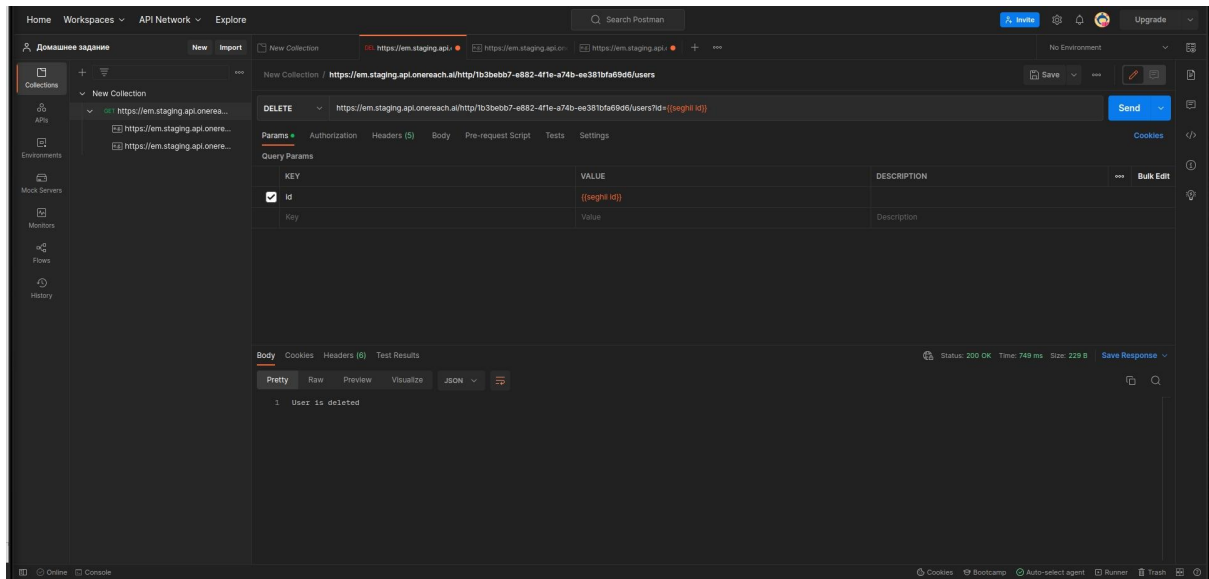 Home Workspaces API Network Explore Search Postman Invite Upgrade
Домашнее задание New Import New Collection DEL https://em.staging.api. https://em.staging.api.on https://em.staging.api. No Environment
Collections
APIs
Environments
Mock Servers
Monitors
Flows
History
New Collection
GET https://em.staging.api.onerea...
https://em.staging.api.onere...
https://em.staging.api.onere...
New Collection / https://em.staging.api.onereach.ai/http/1b3bebb7-e882-4f1e-a74b-ee381bfa69d6/users Save
DELETE https://em.staging.api.onereach.ai/http/1b3bebb7-e882-4f1e-a74b-ee381bfa69d6/users?id={{seghil id}} Send
Params Authorization Headers (5) Body Pre-request Script Tests Settings Cookies
Query Params
KEY VALUE DESCRIPTION Bulk Edit
id {{seghil id}}
Key Value Description
Body Cookies Headers (6) Test Results Status: 200 OK Time: 749 ms Size: 229 B Save Response
Pretty Raw Preview Visualize JSON
1 User is deleted
Online Console Cookies Bootcamp Auto-select agent Runner Trash